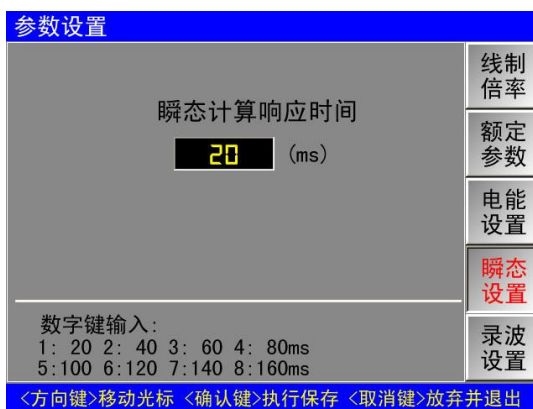 参数设置
瞬态计算响应时间
20 (ms)
线制
倍率
额定
参数
电能
设置
瞬态
设置
录波
设置
数字键输入:
1: 20 2: 40 3: 60 4: 80ms
5:100 6:120 7:140 8:160ms
<方向键>移动光标 <确认键>执行保存 <取消键>放弃并退出